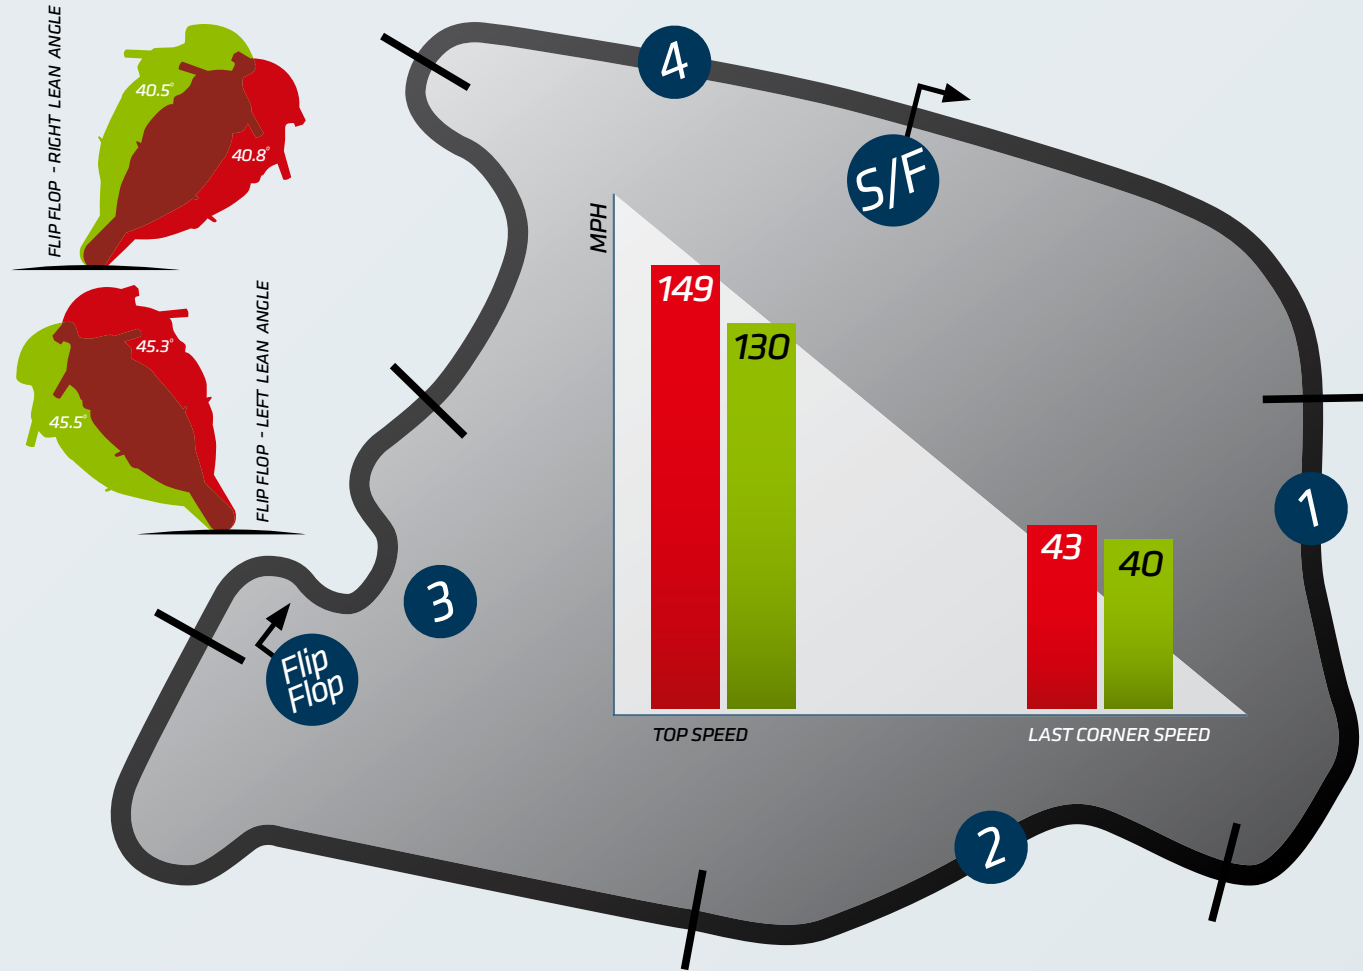 FLIP FLOP - RIGHT LEAN ANGLE
40.5°
40.8°
FLIP FLOP - LEFT LEAN ANGLE
45.3°
45.5°
4
S/F
MPH
149
130
43
40
TOP SPEED
LAST CORNER SPEED
1
3
Flip
Flop
2